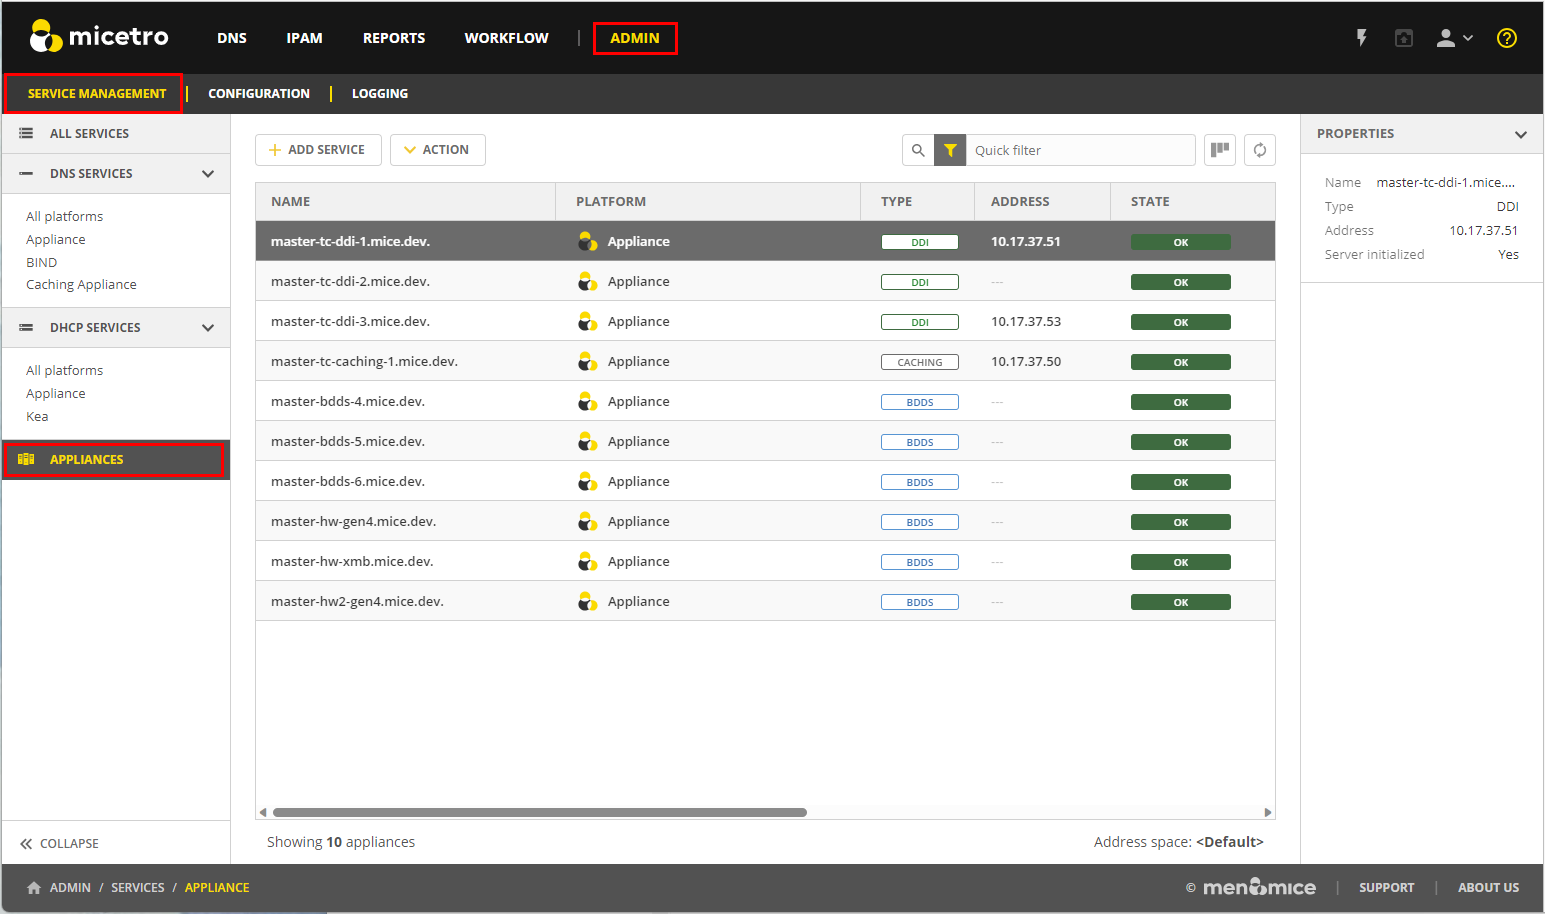 micetro DNS IPAM REPORTS WORKFLOW | ADMIN
SERVICE MANAGEMENT | CONFIGURATION | LOGGING
ALL SERVICES
DNS SERVICES
All platforms
Appliance
BIND
Caching Appliance
DHCP SERVICES
All platforms
Appliance
Kea
APPLIANCES
COLLAPSE
ADD SERVICE ACTION Quick filter
NAME PLATFORM TYPE ADDRESS STATE
master-tc-ddi-1.mice.dev. Appliance DDI 10.17.37.51 OK
master-tc-ddi-2.mice.dev. Appliance DDI --- OK
master-tc-ddi-3.mice.dev. Appliance DDI 10.17.37.53 OK
master-tc-caching-1.mice.dev. Appliance CACHING 10.17.37.50 OK
master-bdds-4.mice.dev. Appliance BDDS --- OK
master-bdds-5.mice.dev. Appliance BDDS --- OK
master-bdds-6.mice.dev. Appliance BDDS --- OK
master-hw-gen4.mice.dev. Appliance BDDS --- OK
master-hw-xmb.mice.dev. Appliance BDDS --- OK
master-hw2-gen4.mice.dev. Appliance BDDS --- OK
Showing 10 appliances Address space: <Default>
PROPERTIES
Name master-tc-ddi-1.mice....
Type DDI
Address 10.17.37.51
Server initialized Yes
ADMIN / SERVICES / APPLIANCE © men&mice | SUPPORT | ABOUT US